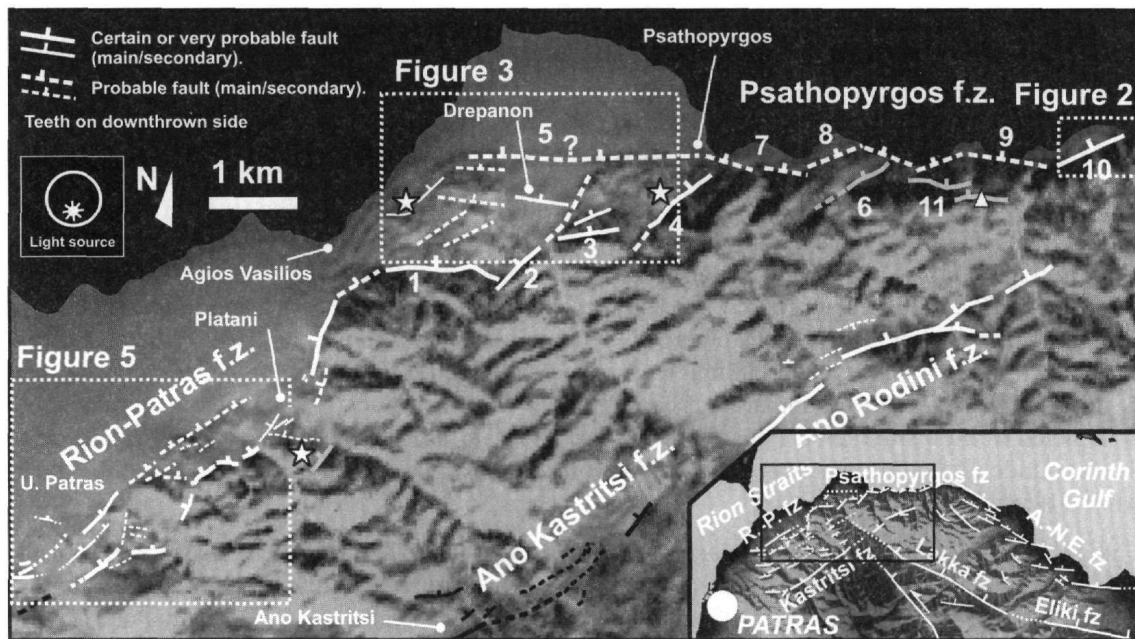 Certain or very probable fault
(main/secondary).
Probable fault (main/secondary).
Teeth on downthrown side
Light source
N
1 km
Figure 3
Drepanon
Psathopyrgos
Psathopyrgos f.z.
Figure 2
5
?
7
8
9
10
6
11
4
3
2
1
Agios Vasilios
Platani
Figure 5
Rion-Patras f.z.
U. Patras
Ano Kastritsi f.z.
Ano Rodini f.z.
Ano Kastritsi
Rion Straits
Psathopyrgos fz
Corinth
Gulf
R.-P. fz
A.-N.E. fz
Kastritsi fz
Lakka fz
Eliki fz
PATRAS